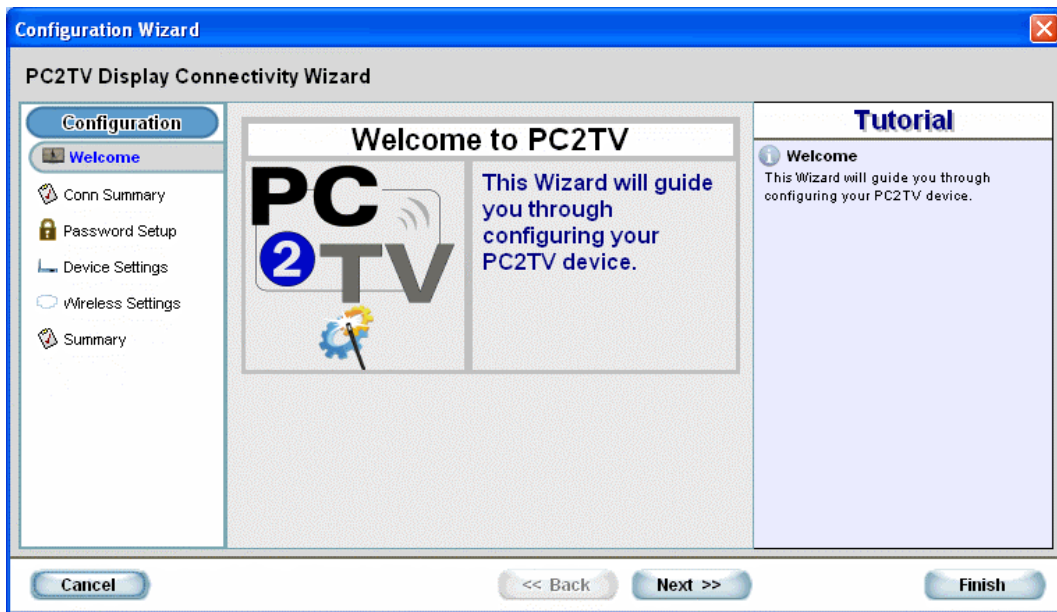 Configuration Wizard
PC2TV Display Connectivity Wizard
Configuration
Welcome
Conn Summary
Password Setup
Device Settings
Wireless Settings
Summary
Welcome to PC2TV
PC
2TV
This Wizard will guide
you through
configuring your
PC2TV device.
Tutorial
Welcome
This Wizard will guide you through
configuring your PC2TV device.
Cancel
<< Back
Next >>
Finish